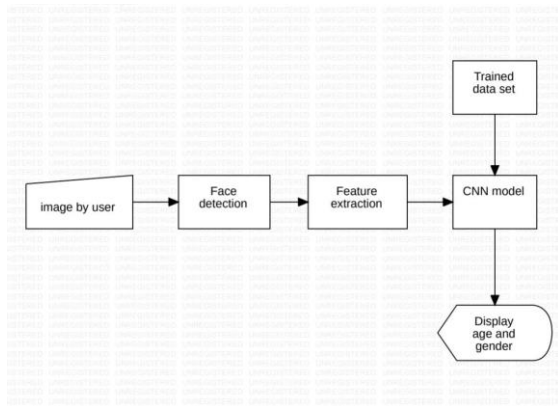 Trained
data set
image by user
Face
detection
Feature
extraction
CNN model
Display
age and
gender